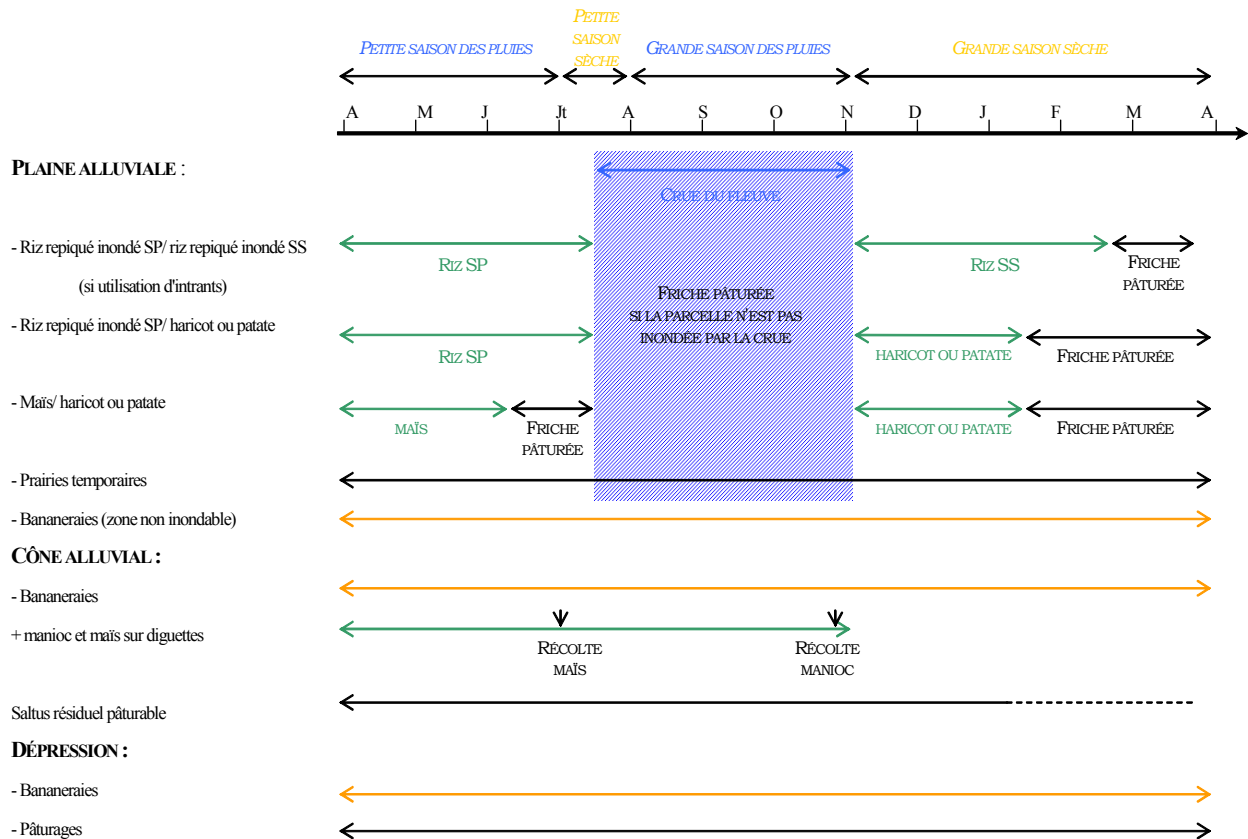 PETITE
SAISON
SÈCHE
PETITE SAISON DES PLUIES
GRANDE SAISON DES PLUIES
GRANDE SAISON SÈCHE
A M J Jt A S O N D J F M A
PLAINE ALLUVIALE :
CRUE DU FLEUVE
- Riz repiqué inondé SP/ riz repiqué inondé SS
(si utilisation d'intrants)
RIZ SP
RIZ SS
FRICHE
PÂTURÉE
FRICHE PÂTURÉE
SI LA PARCELLE N'EST PAS
INONDÉE PAR LA CRUE
- Riz repiqué inondé SP/ haricot ou patate
RIZ SP
HARICOT OU PATATE
FRICHE PÂTURÉE
- Maïs/ haricot ou patate
MAÏS
FRICHE
PÂTURÉE
HARICOT OU PATATE
FRICHE PÂTURÉE
- Prairies temporaires
- Bananeraies (zone non inondable)
CÔNE ALLUVIAL :
- Bananeraies
+ manioc et maïs sur diguettes
RÉCOLTE
MAÏS
RÉCOLTE
MANIOC
Saltus résiduel pâturable
DÉPRESSION :
- Bananeraies
- Pâturages